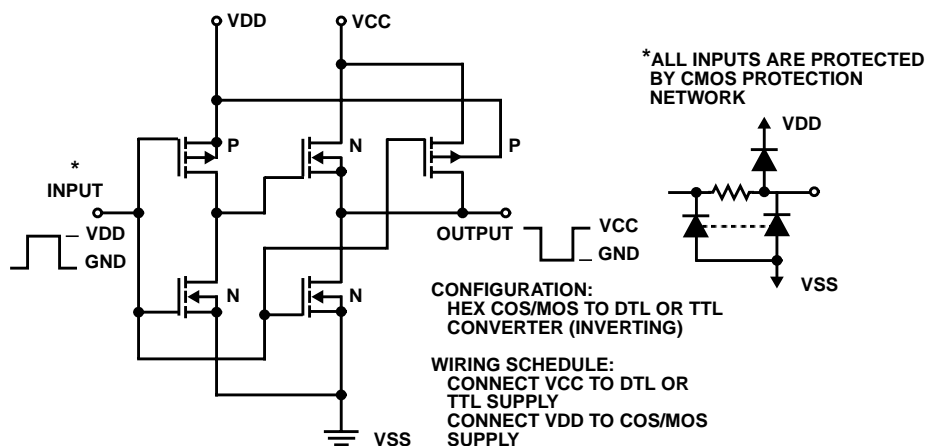 VDD
VCC
*ALL INPUTS ARE PROTECTED
BY CMOS PROTECTION
NETWORK
VDD
P
N
P
*
INPUT
VDD
GND
OUTPUT
VCC
GND
VSS
N
N
CONFIGURATION:
HEX COS/MOS TO DTL OR TTL
CONVERTER (INVERTING)
WIRING SCHEDULE:
CONNECT VCC TO DTL OR
TTL SUPPLY
CONNECT VDD TO COS/MOS
SUPPLY
VSS